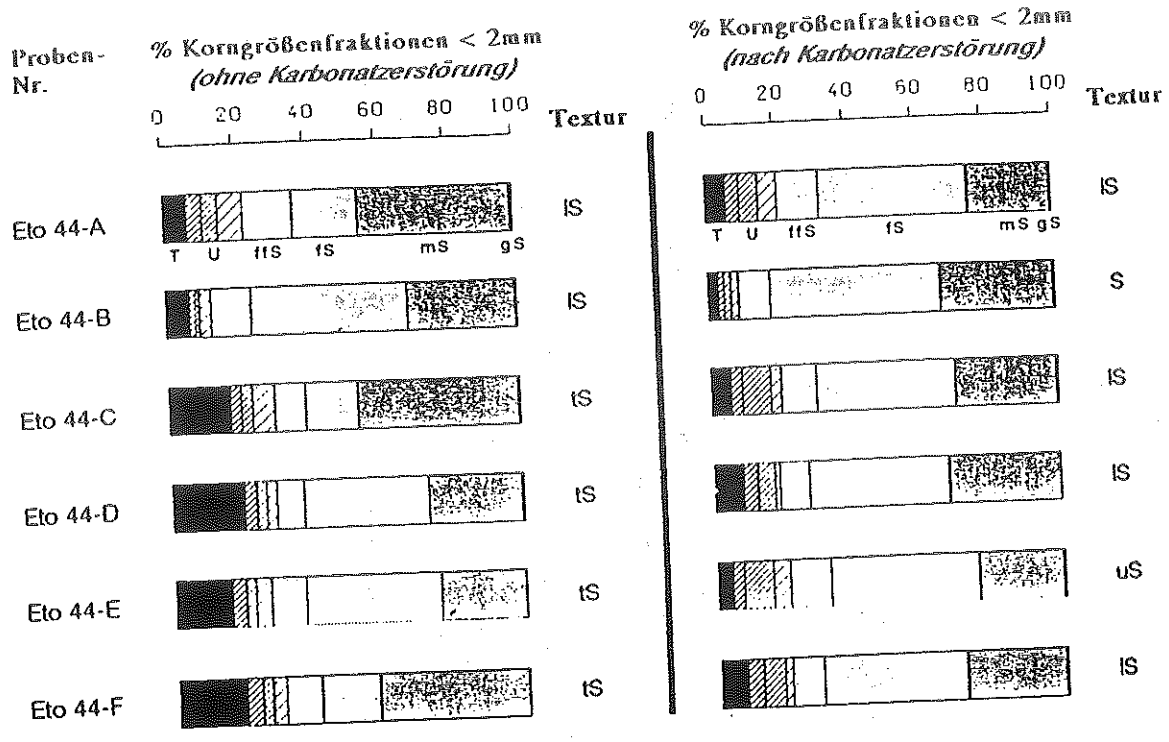 Proben-Nr.
% Korngrößenfraktionen < 2mm
(ohne Karbonatzerstörung)
0 20 40 60 80 100
Textur
% Korngrößenfraktionen < 2mm
(nach Karbonatzerstörung)
0 20 40 60 80 100
Textur
Eto 44-A
lS
lS
T U ffS fS mS gS
T U ffS fS mS gS
Eto 44-B
lS
S
Eto 44-C
tS
lS
Eto 44-D
tS
lS
Eto 44-E
tS
uS
Eto 44-F
tS
lS